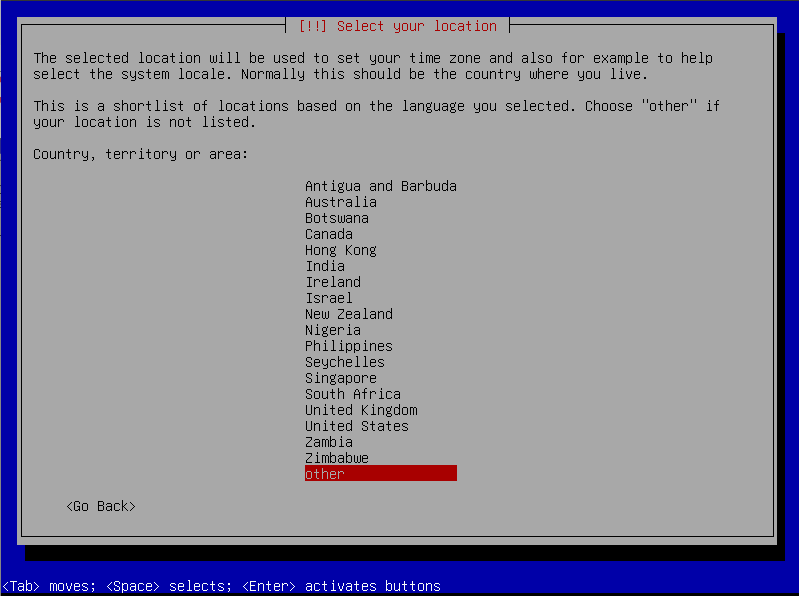 [!!] Select your location
The selected location will be used to set your time zone and also for example to help
select the system locale. Normally this should be the country where you live.
This is a shortlist of locations based on the language you selected. Choose "other" if
your location is not listed.
Country, territory or area:
Antigua and Barbuda
Australia
Botswana
Canada
Hong Kong
India
Ireland
Israel
New Zealand
Nigeria
Philippines
Seychelles
Singapore
South Africa
United Kingdom
United States
Zambia
Zimbabwe
other
<Go Back>
<Tab> moves; <Space> selects; <Enter> activates buttons